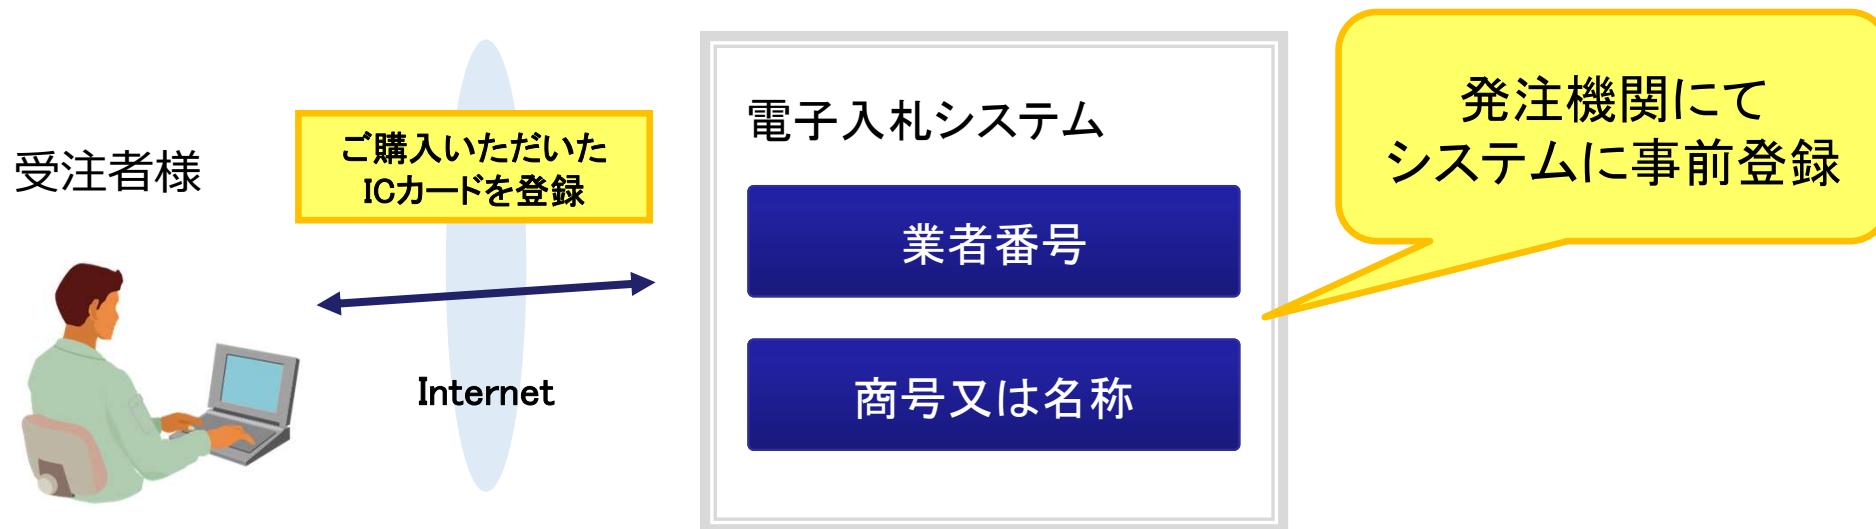 受注者様
ご購入いただいた
ICカードを登録
Internet
電子入札システム
業者番号
商号又は名称
発注機関にて
システムに事前登録